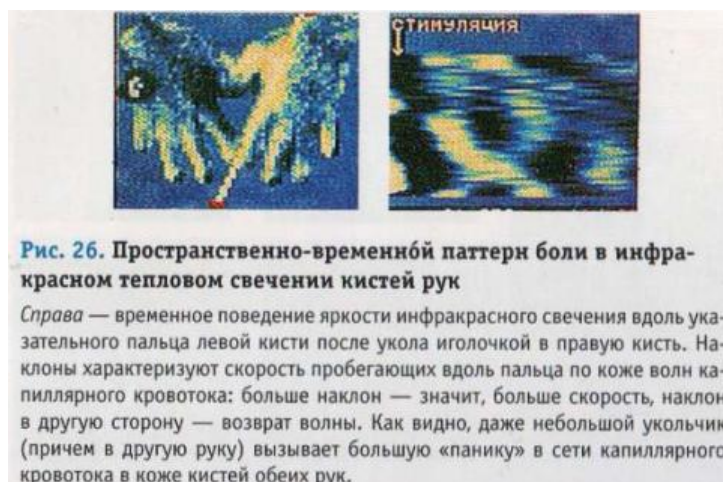 СТИМУЛЯЦИЯ
Рис. 26. Пространственно-временно́й паттерн боли в инфра-
красном тепловом свечении кистей рук
Справа — временное поведение яркости инфракрасного свечения вдоль ука-
зательного пальца левой кисти после укола иголочкой в правую кисть. На-
клоны характеризуют скорость пробегающих вдоль пальца по коже волн ка-
пиллярного кровотока: больше наклон — значит, больше скорость, наклон
в другую сторону — возврат волны. Как видно, даже небольшой укольчик
(причем в другую руку) вызывает большую «панику» в сети капиллярного
кровотока в коже кистей обеих рук.